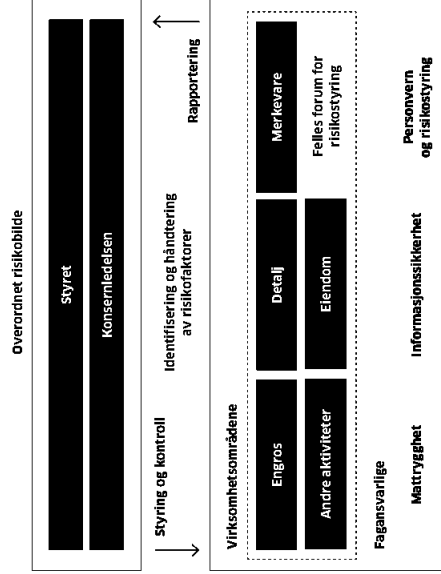 Overordnet risikobilde
Styret
Konsernledelsen
Styring og kontroll
Identifisering og håndtering
av risikofaktorer
Rapportering
Virksomhetsområdene
Engros
Detalj
Merkevare
Andre aktiviteter
Eiendom
Felles forum for
risikostyring
Fagansvarlige
Mattrygghet
Informasjonssikkerhet
Personvern
og risikostyring